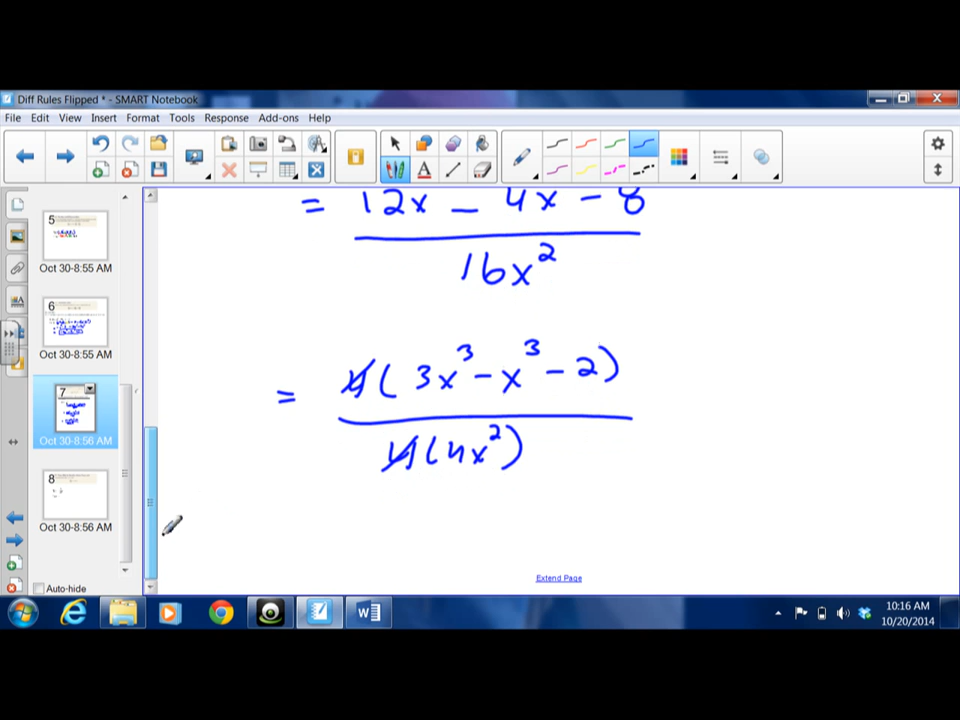 Diff Rules Flipped * - SMART Notebook
File Edit View Insert Format Tools Response Add-ons Help
= 12x - 4x - 8
16x²
= 4(3x³ - x³ - 2)
4(4x²)
5
Oct 30-8:55 AM
6
Oct 30-8:55 AM
7
Oct 30-8:56 AM
8
Oct 30-8:56 AM
Auto-hide
Extend Page
10:16 AM
10/20/2014